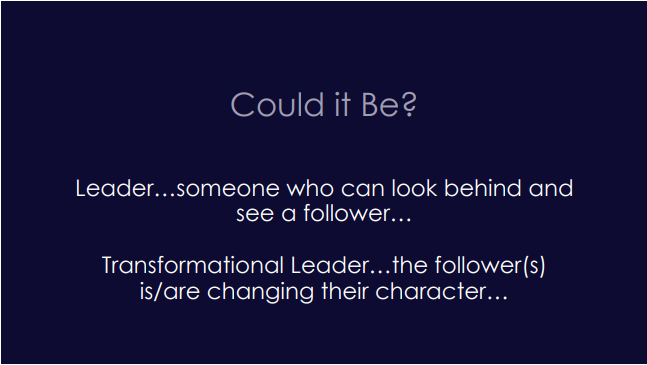 Could it Be?
Leader…someone who can look behind and
see a follower…
Transformational Leader…the follower(s)
is/are changing their character…